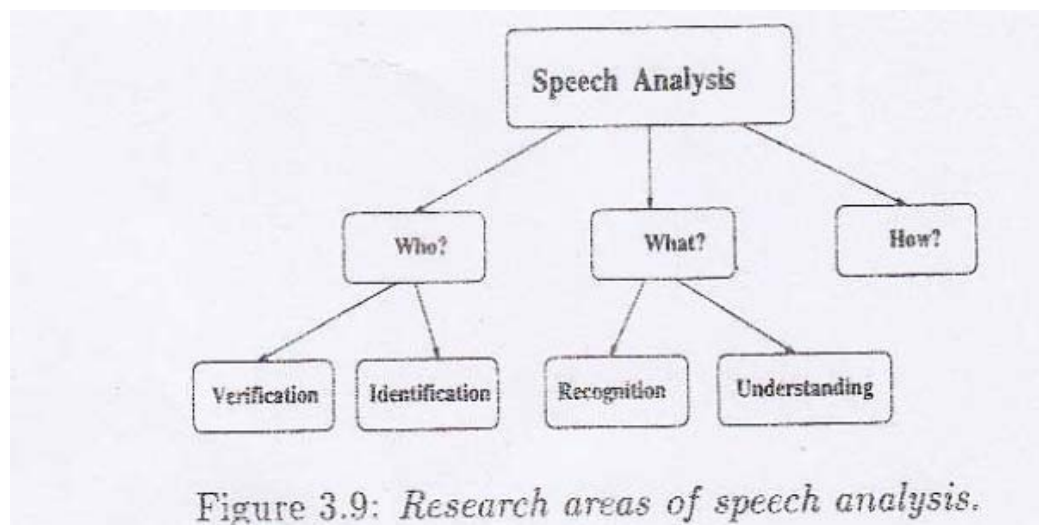 Speech Analysis
Who?
What?
How?
Verification
Identification
Recognition
Understanding
Figure 3.9: Research areas of speech analysis.